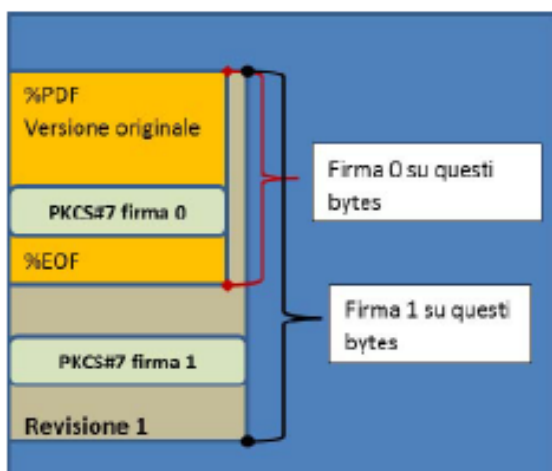 %PDF
Versione originale
PKCS#7 firma 0
%EOF
PKCS#7 firma 1
Revisione 1
Firma 0 su questi
bytes
Firma 1 su questi
bytes